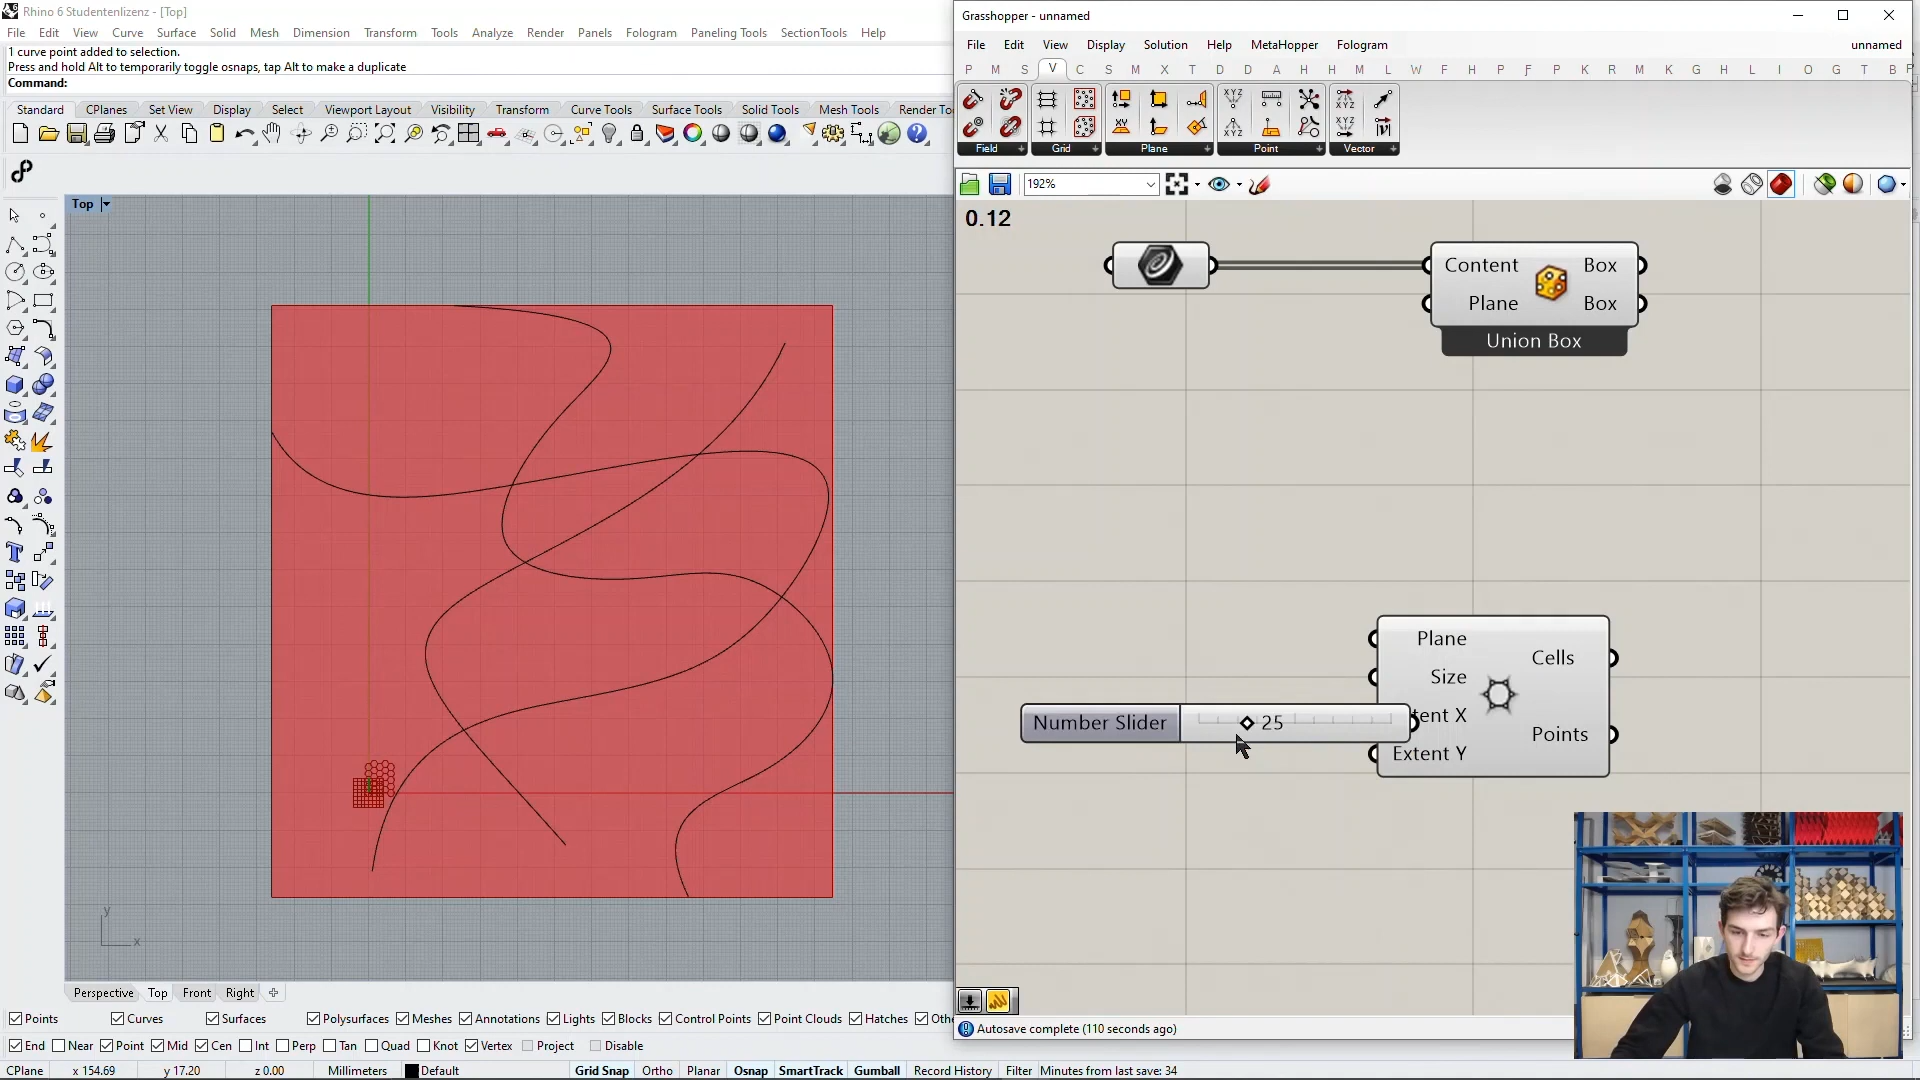 Rhino 6 Studentenlizenz - [Top]
File Edit View Curve Surface Solid Mesh Dimension Transform Tools Analyze Render Panels Fologram Paneling Tools SectionTools Help
1 curve point added to selection.
Press and hold Alt to temporarily toggle osnaps, tap Alt to make a duplicate
Command:
Standard CPlanes Set View Display Select Viewport Layout Visibility Transform Curve Tools Surface Tools Solid Tools Mesh Tools Render To
Top
y
x
Perspective Top Front Right
Points Curves Surfaces Polysurfaces Meshes Annotations Lights Blocks Control Points Point Clouds Hatches Oth
End Near Point Mid Cen Int Perp Tan Quad Knot Vertex Project Disable
CPlane x 154.69 y 17.20 z 0.00 Millimeters Default Grid Snap Ortho Planar Osnap SmartTrack Gumball Record History Filter Minutes from last save: 34
Grasshopper - unnamed
File Edit View Display Solution Help MetaHopper Fologram unnamed
P M S V C S M X T D D A H H M L W F H P F P K R M K G H L I O G T B F
Field Grid Plane Point Vector
192%
0.12
Content Box
Plane Box
Union Box
Plane
Cells
Size
Number Slider 25 tent X
Points
Extent Y
Autosave complete (110 seconds ago)